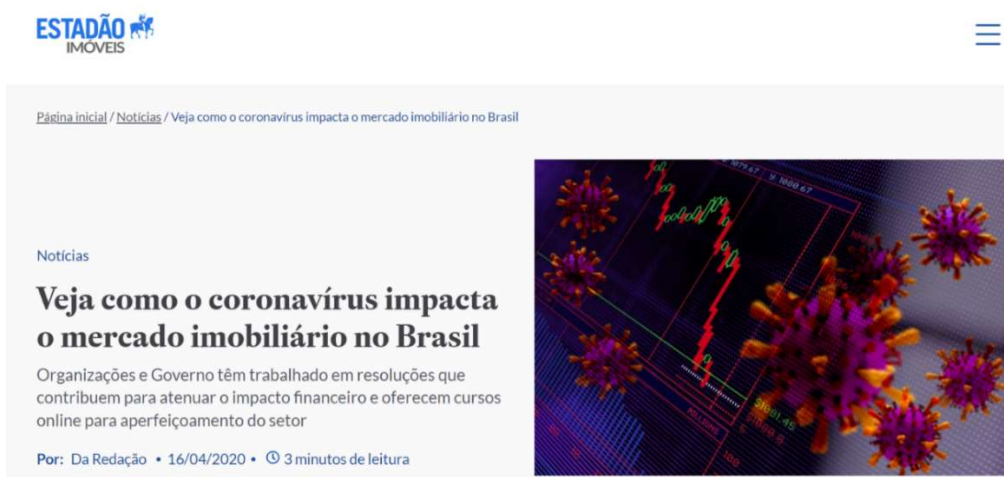 ESTADÃO
IMÓVEIS
Página inicial / Notícias / Veja como o coronavírus impacta o mercado imobiliário no Brasil
Notícias
Veja como o coronavírus impacta
o mercado imobiliário no Brasil
Organizações e Governo têm trabalhado em resoluções que
contribuem para atenuar o impacto financeiro e oferecem cursos
online para aperfeiçoamento do setor
Por: Da Redação • 16/04/2020 • 3 minutos de leitura
100